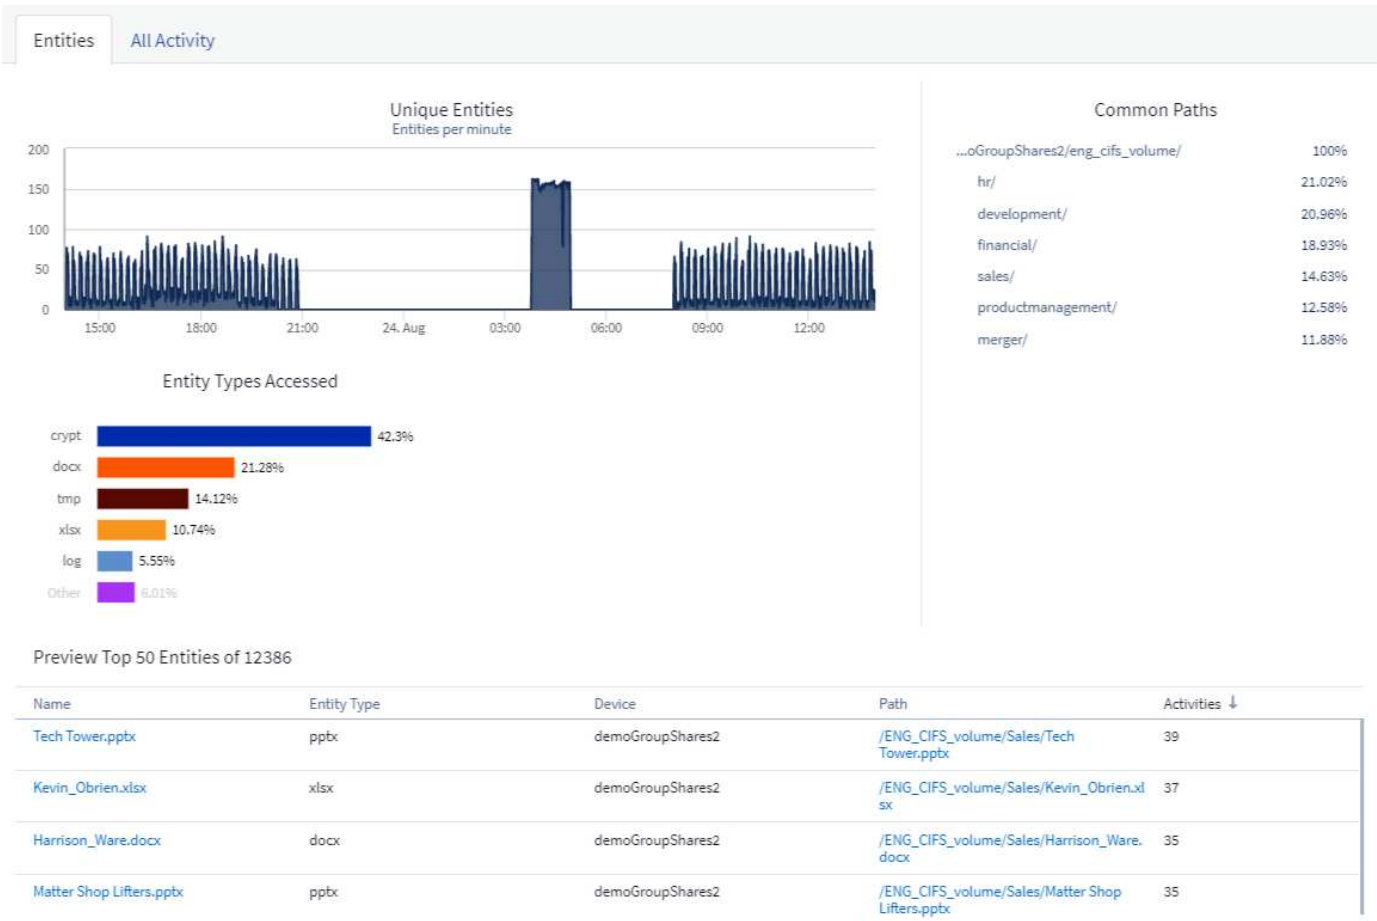 Entities All Activity
Unique Entities
Entities per minute
200
150
100
50
0
15:00 18:00 21:00 24. Aug 03:00 06:00 09:00 12:00
Common Paths
...oGroupShares2/eng_cifs_volume/ 100%
hr/ 21.02%
development/ 20.96%
financial/ 18.93%
sales/ 14.63%
productmanagement/ 12.58%
merger/ 11.88%
Entity Types Accessed
crypt 42.3%
docx 21.28%
tmp 14.12%
xlsx 10.74%
log 5.55%
Other 6.01%
Preview Top 50 Entities of 12386
Name Entity Type Device Path Activities ↓
Tech Tower.pptx pptx demoGroupShares2 /ENG_CIFS_volume/Sales/Tech 39
Tower.pptx
Kevin_Obrien.xlsx xlsx demoGroupShares2 /ENG_CIFS_volume/Sales/Kevin_Obrien.xl 37
sx
Harrison_Ware.docx docx demoGroupShares2 /ENG_CIFS_volume/Sales/Harrison_Ware. 35
docx
Matter Shop Lifters.pptx pptx demoGroupShares2 /ENG_CIFS_volume/Sales/Matter Shop 35
Lifters.pptx